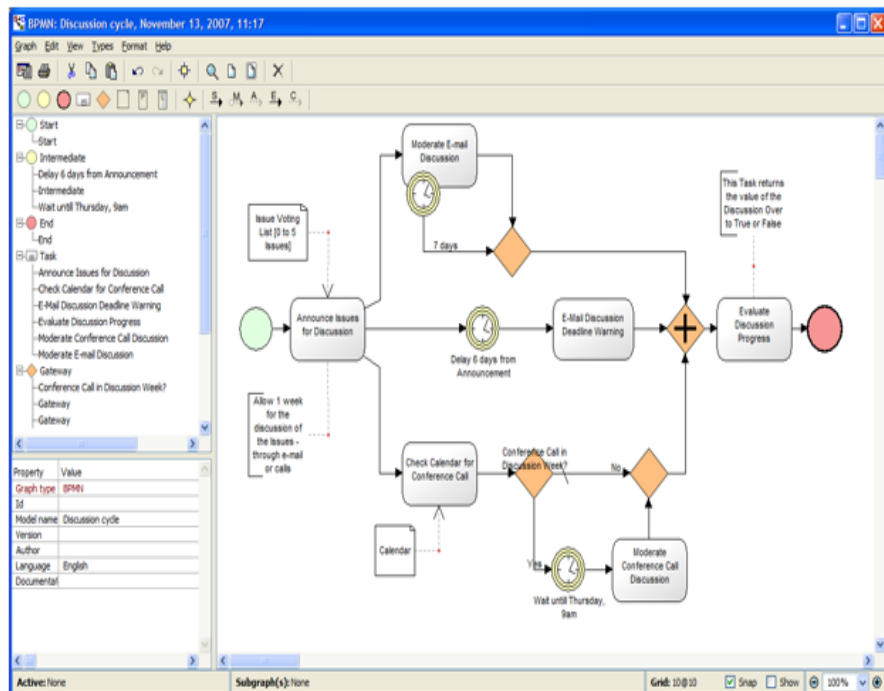 BPMN: Discussion cycle, November 13, 2007, 11:17
Graph Edit View Types Format Help
Start
Start
Intermediate
Delay 6 days from Announcement
Intermediate
Wait until Thursday, 9am
End
End
Task
Announce Issues for Discussion
Check Calendar for Conference Call
E-Mail Discussion Deadline Warning
Evaluate Discussion Progress
Moderate Conference Call Discussion
Moderate E-mail Discussion
Gateway
Conference Call in Discussion Week?
Gateway
Gateway
Property Value
Graph type BPMN
Id
Model name Discussion cycle
Version
Author
Language English
Documentat
Moderate E-mail
Discussion
7 days
Issue Voting
List [0 to 5
Issues]
This Task returns
the value of the
Discussion Over
to True or False
Announce Issues
for Discussion
Delay 6 days from
Announcement
E-Mail Discussion
Deadline Warning
Evaluate
Discussion
Progress
Allow 1 week
for the
discussion of
the Issues -
through e-mail
or calls
Check Calendar for
Conference Call
Conference Call in
Discussion Week?
No
Yes
Calendar
Wait until Thursday,
9am
Moderate
Conference Call
Discussion
Active: None Subgraph(s): None Grid: 10@10 Snap Show 100%